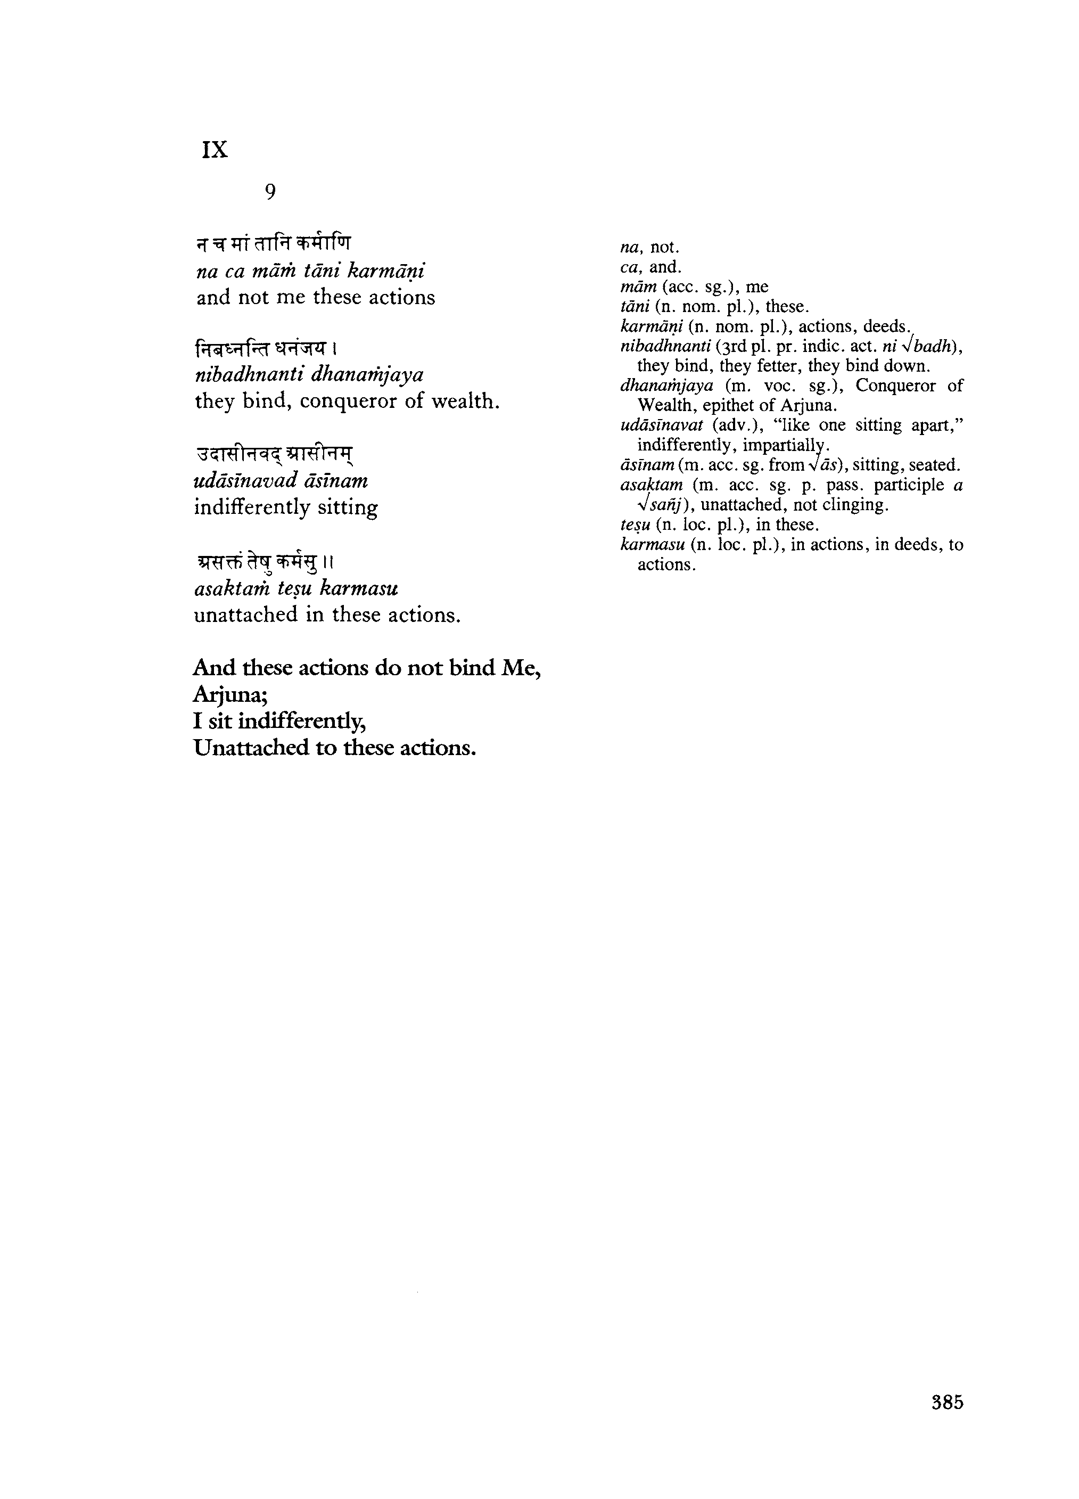 IX
9
न च मां तानि कर्माणि
na ca māṁ tāni karmāṇi
and not me these actions
निबध्नन्ति धनंजय ।
nibadhnanti dhanaṁjaya
they bind, conqueror of wealth.
उदासीनवद् आसीनम्
udāsīnavad āsīnam
indifferently sitting
असक्तं तेषु कर्मसु ॥
asaktaṁ teṣu karmasu
unattached in these actions.
And these actions do not bind Me,
Arjuna;
I sit indifferently,
Unattached to these actions.
na, not.
ca, and.
mām (acc. sg.), me
tāni (n. nom. pl.), these.
karmāṇi (n. nom. pl.), actions, deeds.
nibadhnanti (3rd pl. pr. indic. act. ni √badh),
they bind, they fetter, they bind down.
dhanaṁjaya (m. voc. sg.), Conqueror of
Wealth, epithet of Arjuna.
udāsīnavat (adv.), “like one sitting apart,”
indifferently, impartially.
āsīnam (m. acc. sg. from √ās), sitting, seated.
asaktam (m. acc. sg. p. pass. participle a
√sañj), unattached, not clinging.
teṣu (n. loc. pl.), in these.
karmasu (n. loc. pl.), in actions, in deeds, to
actions.
385